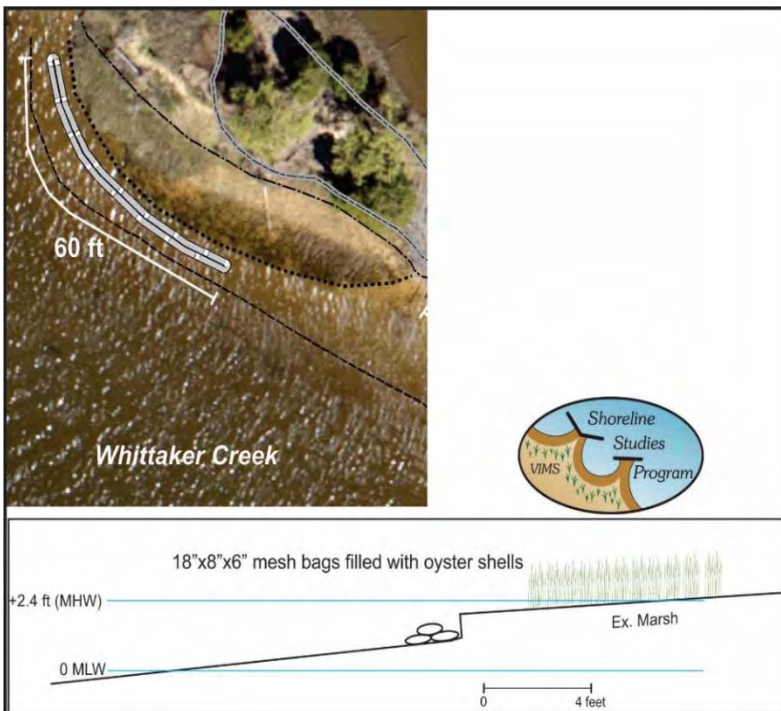 60 ft
Whittaker Creek
Shoreline
Studies
VIMS
Program
18"x8"x6" mesh bags filled with oyster shells
+2.4 ft (MHW)
Ex. Marsh
0 MLW
0 4 feet